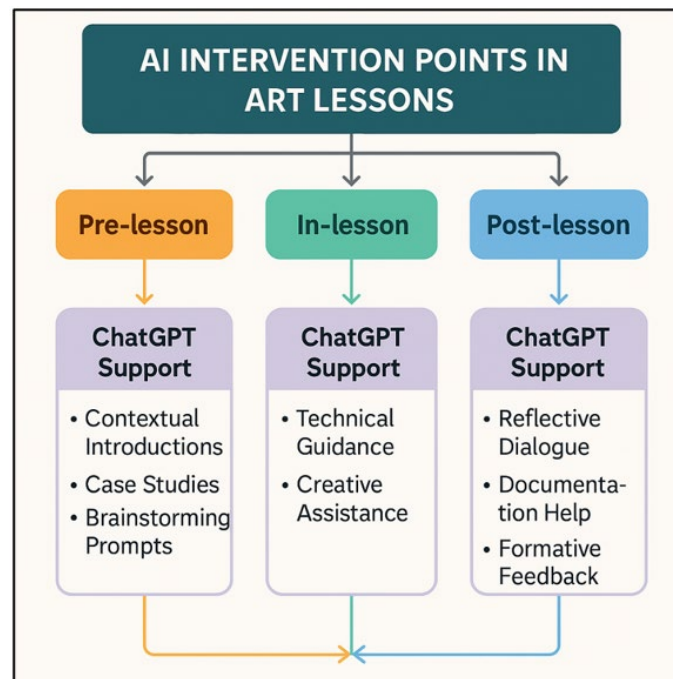 AI INTERVENTION POINTS IN
ART LESSONS
Pre-lesson
In-lesson
Post-lesson
ChatGPT
Support
• Contextual
Introductions
• Case Studies
• Brainstorming
Prompts
ChatGPT
Support
• Technical
Guidance
• Creative
Assistance
ChatGPT
Support
• Reflective
Dialogue
• Documenta-
tion Help
• Formative
Feedback